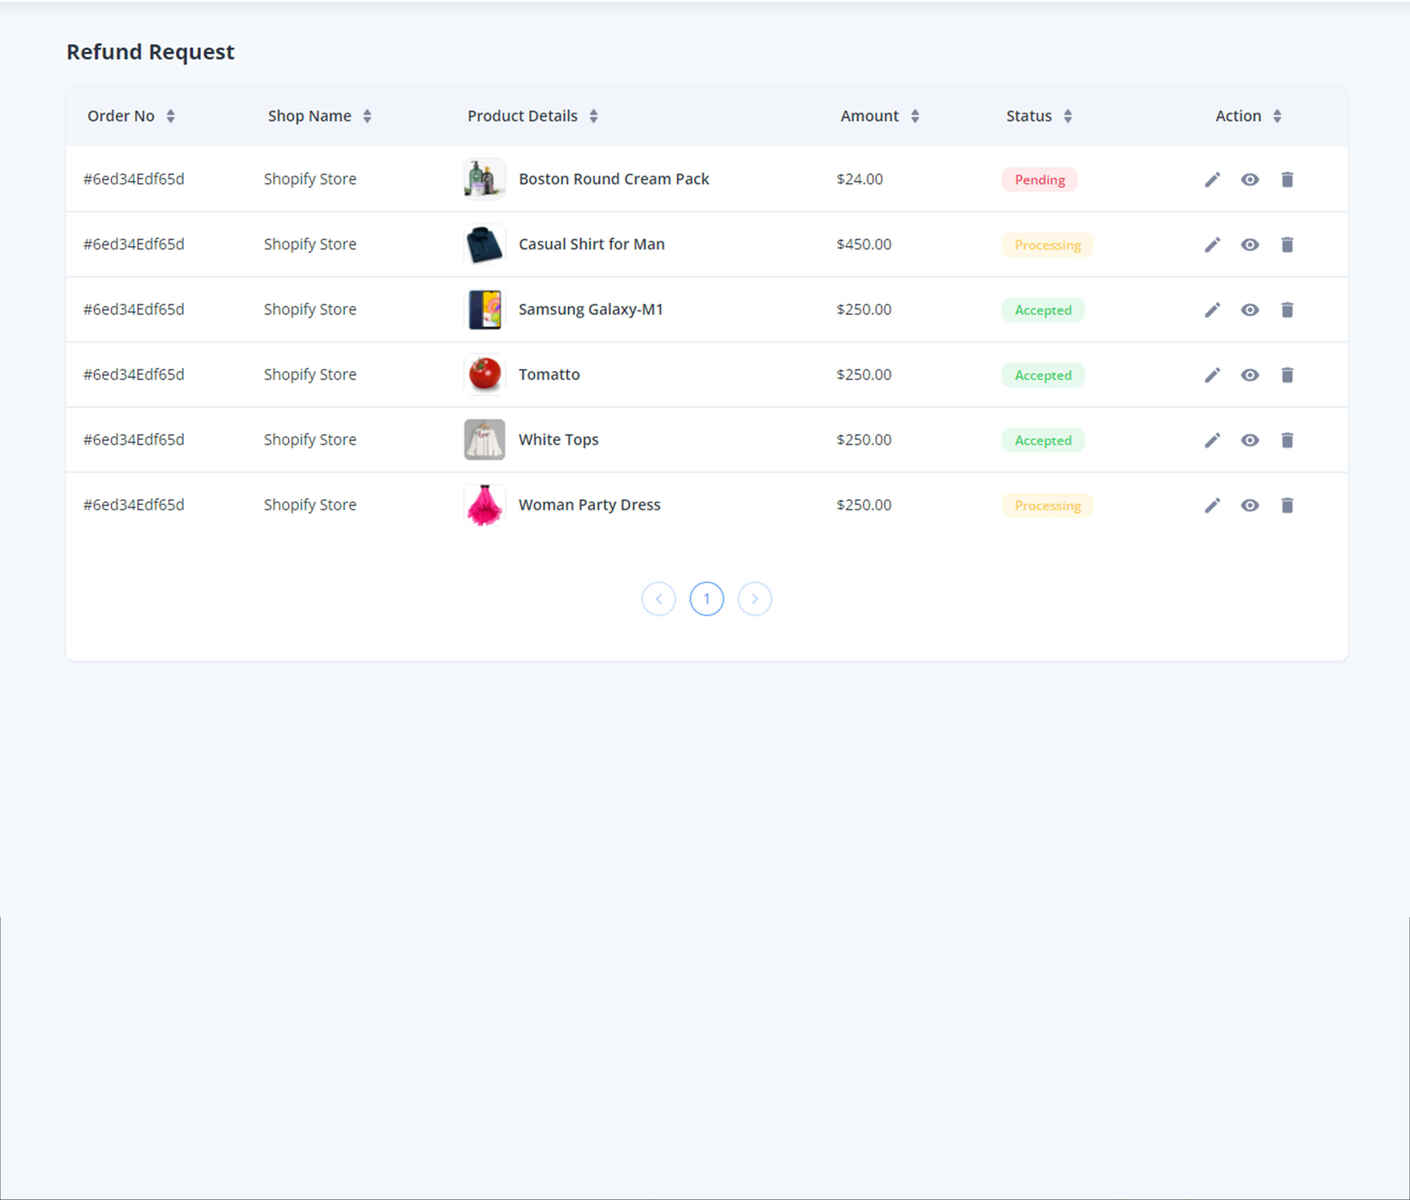 Refund Request
Order No Shop Name Product Details Amount Status Action
#6ed34Edf65d Shopify Store Boston Round Cream Pack $24.00 Pending
#6ed34Edf65d Shopify Store Casual Shirt for Man $450.00 Processing
#6ed34Edf65d Shopify Store Samsung Galaxy-M1 $250.00 Accepted
#6ed34Edf65d Shopify Store Tomatto $250.00 Accepted
#6ed34Edf65d Shopify Store White Tops $250.00 Accepted
#6ed34Edf65d Shopify Store Woman Party Dress $250.00 Processing
1